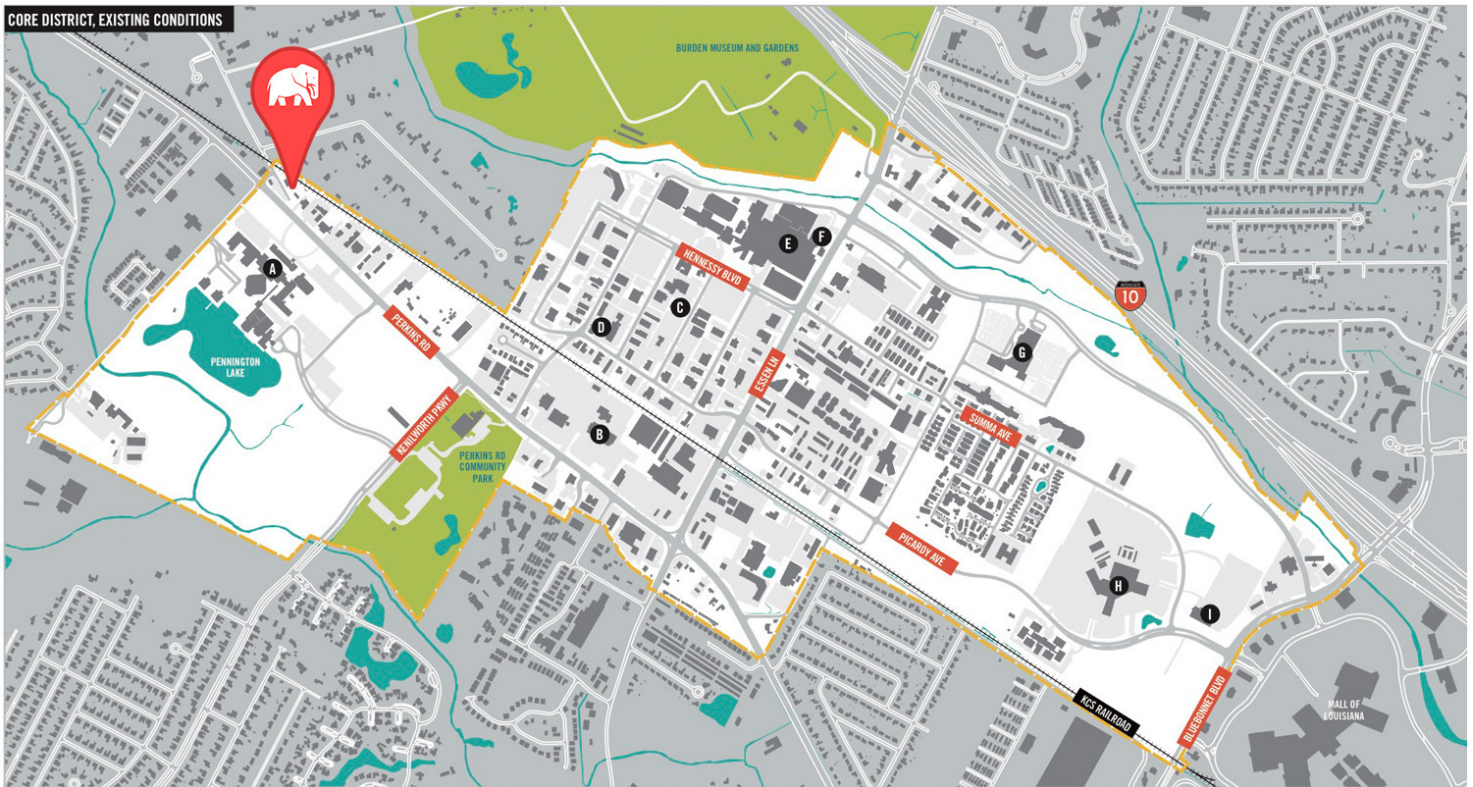 CORE DISTRICT, EXISTING CONDITIONS
BURDEN MUSEUM AND GARDENS
HENNESSY BLVD
E
F
A
C
D
INTERSTATE
10
PERKINS RD
PENNINGTON
LAKE
ESSEN LN
G
KENILWORTH PKWY
SUMMA AVE
B
PERKINS RD
COMMUNITY
PARK
PICARDY AVE
H
I
KCS RAILROAD
BLUEBONNET BLVD
MALL OF
LOUISIANA